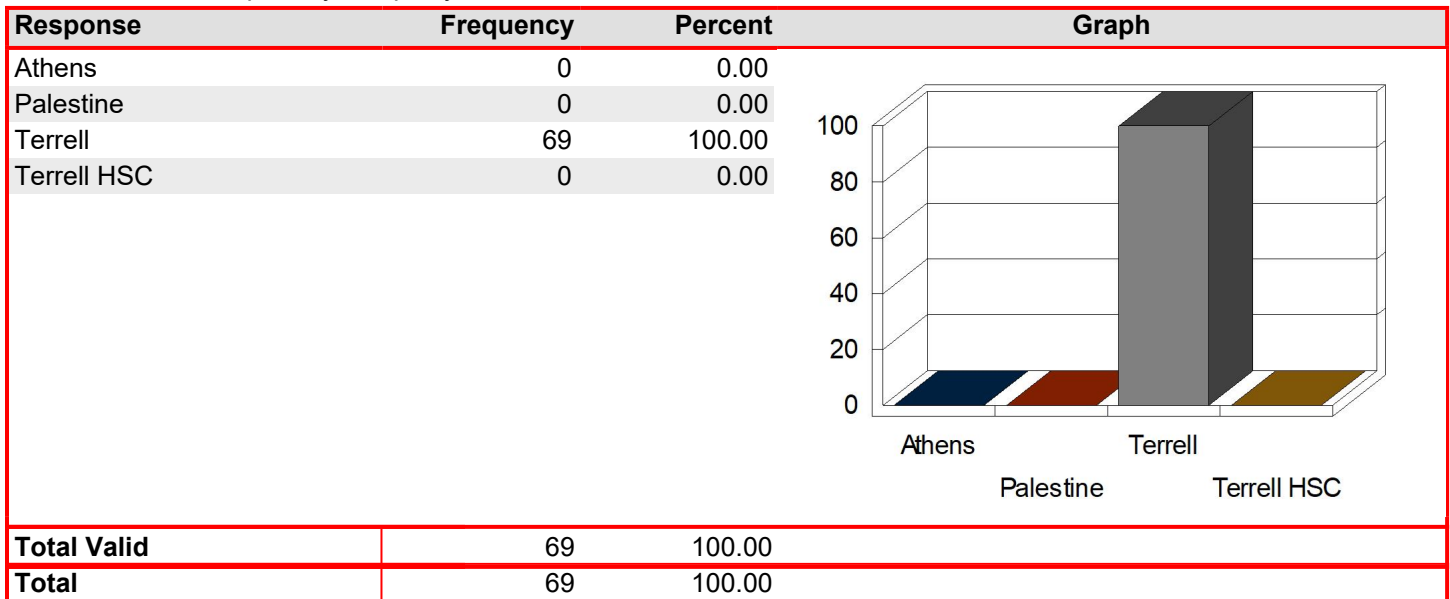 Response Frequency Percent Graph
Athens 0 0.00
Palestine 0 0.00
Terrell 69 100.00
Terrell HSC 0 0.00
100
80
60
40
20
0
Athens Terrell
Palestine Terrell HSC
Total Valid 69 100.00
Total 69 100.00